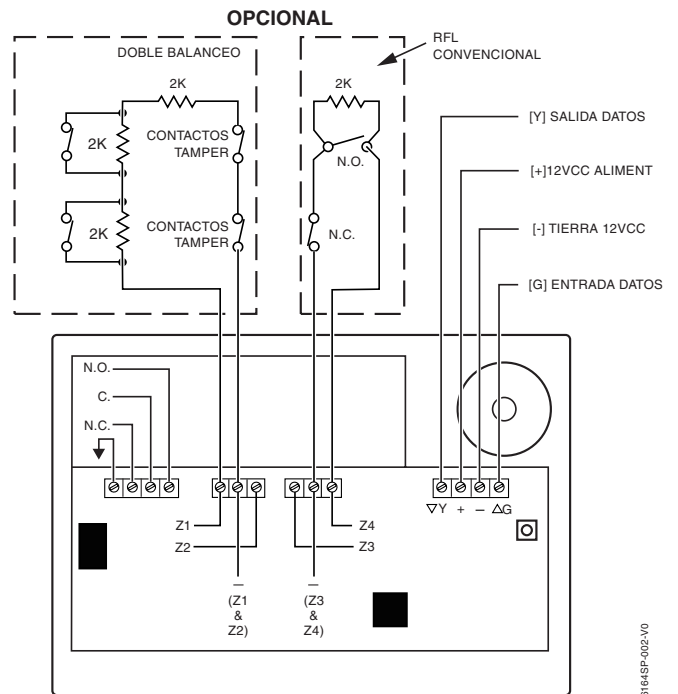 OPCIONAL
DOBLE BALANCEO
RFL
CONVENCIONAL
2K
2K
[Y] SALIDA DATOS
2K
CONTACTOS
TAMPER
N.O.
[+]12VCC ALIMENT
2K
CONTACTOS
TAMPER
N.C.
[-] TIERRA 12VCC
[G] ENTRADA DATOS
N.O.
C.
N.C.
Y + – G
Z1
Z2
Z4
Z3
–
(Z1
&
Z2)
–
(Z3
&
Z4)
6164SP-002-V0